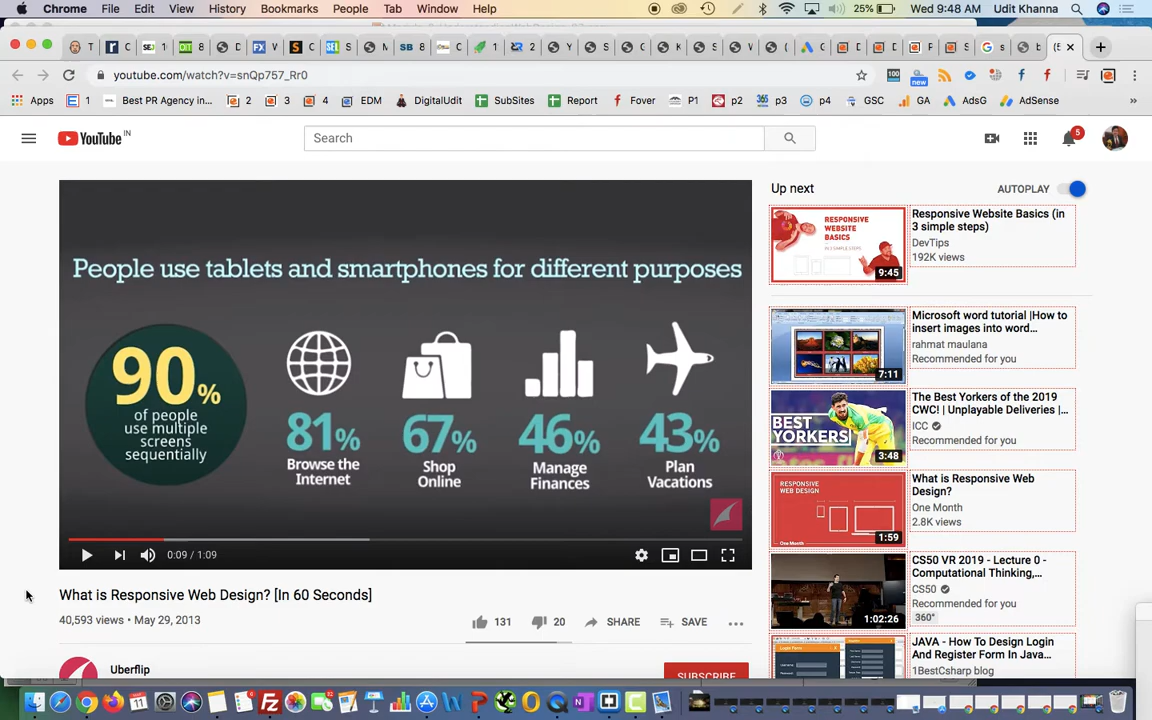 Chrome File Edit View History Bookmarks People Tab Window Help 25% Wed 9:48 AM Udit Khanna
youtube.com/watch?v=snQp757_Rr0
Apps 1 Best PR Agency in... 2 3 4 EDM DigitalUdit SubSites Report Fover P1 p2 p3 p4 GSC GA AdsG AdSense »
YouTube IN
Search
5
People use tablets and smartphones for different purposes
90%
of people
use multiple
screens
sequentially
81%
Browse the
Internet
67%
Shop
Online
46%
Manage
Finances
43%
Plan
Vacations
0:09 / 1:09
What is Responsive Web Design? [In 60 Seconds]
40,593 views • May 29, 2013
131 20 SHARE SAVE
Uberflip
SUBSCRIBE
Up next AUTOPLAY
RESPONSIVE
WEBSITE
BASICS
IN 3 SIMPLE STEPS
9:45
Responsive Website Basics (in
3 simple steps)
DevTips
192K views
7:11
Microsoft word tutorial |How to
insert images into word...
rahmat maulana
Recommended for you
BEST
YORKERS
3:48
The Best Yorkers of the 2019
CWC! | Unplayable Deliveries |...
ICC
Recommended for you
RESPONSIVE
WEB DESIGN
One Month
1:59
What is Responsive Web
Design?
One Month
2.8K views
1:02:26
CS50 VR 2019 - Lecture 0 -
Computational Thinking,...
CS50
Recommended for you
360°
JAVA - How To Design Login
And Register Form In Java...
1BestCsharp blog